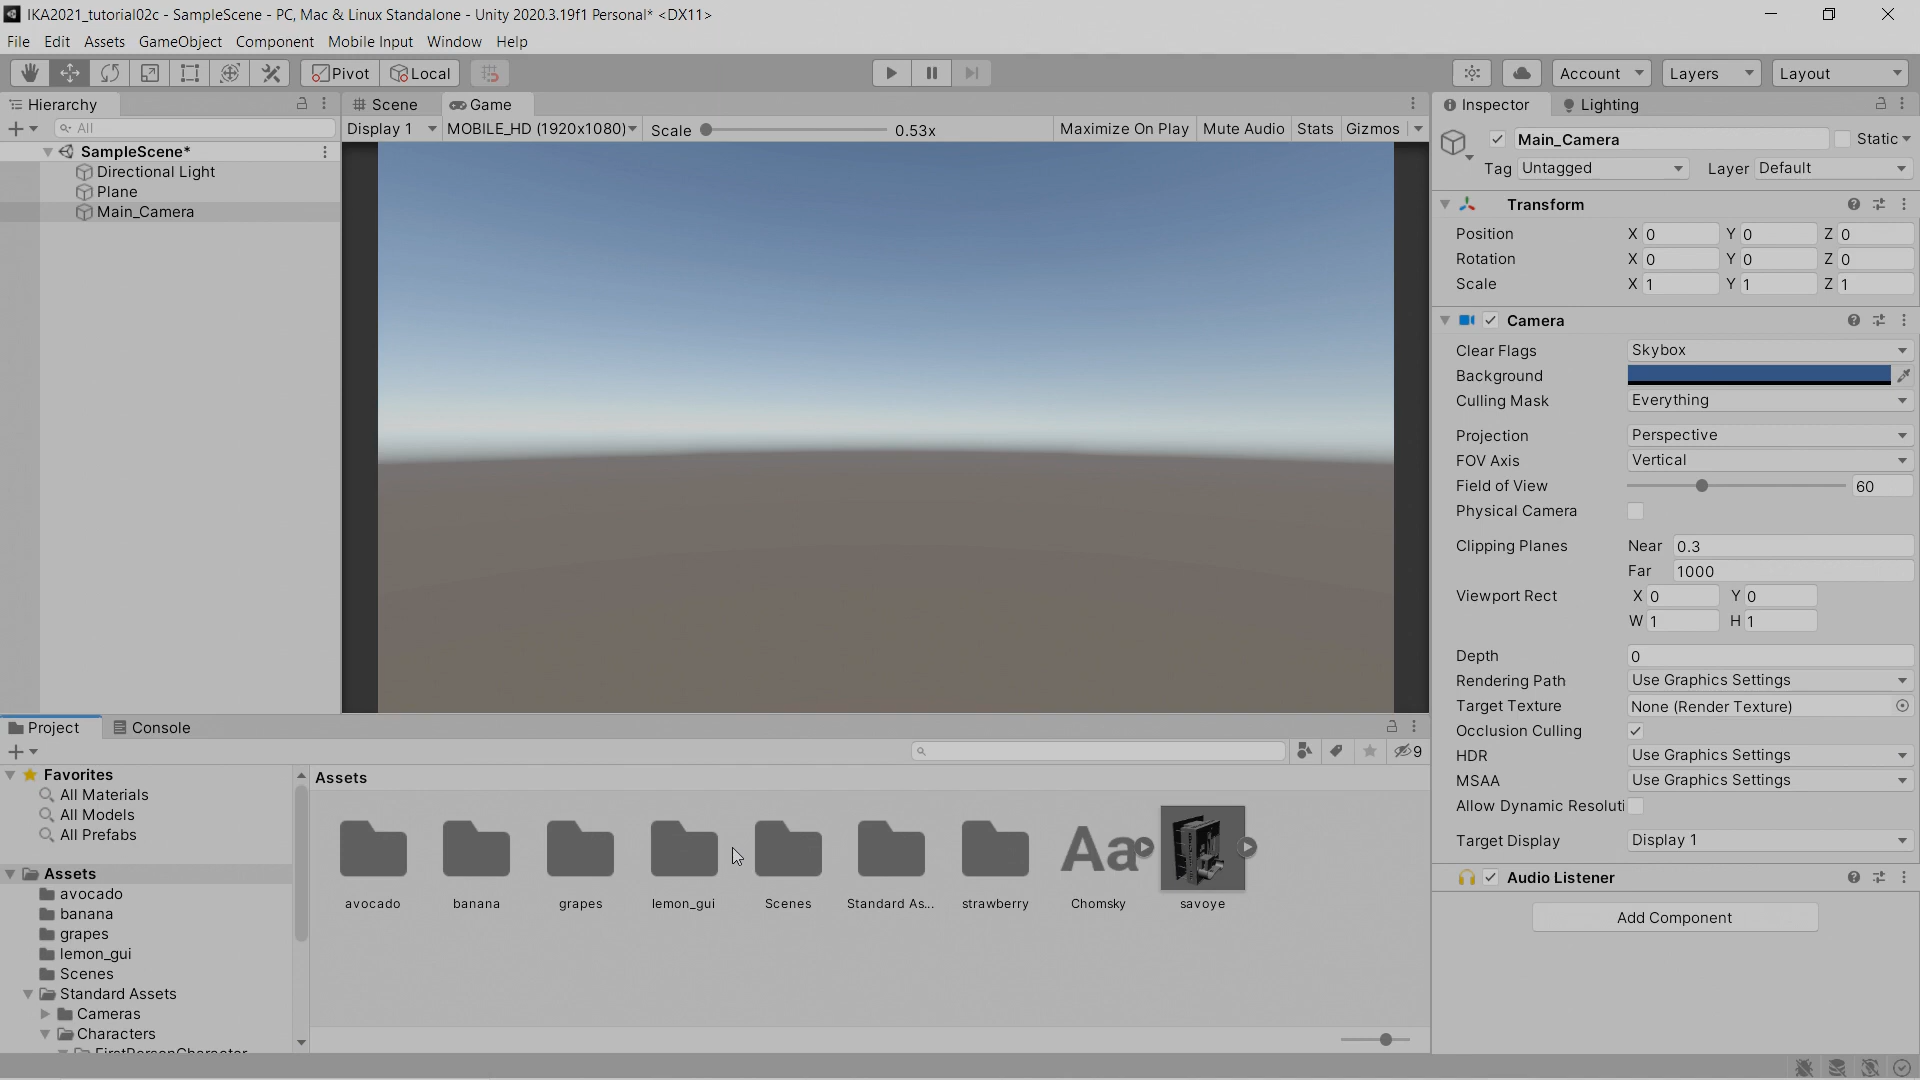 IKA2021_tutorial02c - SampleScene - PC, Mac & Linux Standalone - Unity 2020.3.19f1 Personal* <DX11>
File Edit Assets GameObject Component Mobile Input Window Help
Pivot Local Account Layers Layout
Hierarchy
All
SampleScene*
Directional Light
Plane
Main_Camera
Scene Game
Display 1 MOBILE_HD (1920x1080) Scale 0.53x Maximize On Play Mute Audio Stats Gizmos
Inspector Lighting
Main_Camera Static
Tag Untagged Layer Default
Transform
Position X 0 Y 0 Z 0
Rotation X 0 Y 0 Z 0
Scale X 1 Y 1 Z 1
Camera
Clear Flags Skybox
Background
Culling Mask Everything
Projection Perspective
FOV Axis Vertical
Field of View 60
Physical Camera
Clipping Planes Near 0.3
Far 1000
Viewport Rect X 0 Y 0
W 1 H 1
Depth 0
Rendering Path Use Graphics Settings
Target Texture None (Render Texture)
Occlusion Culling
HDR Use Graphics Settings
MSAA Use Graphics Settings
Allow Dynamic Resoluti
Target Display Display 1
Audio Listener
Add Component
Project Console
9
Favorites
All Materials
All Models
All Prefabs
Assets
avocado
banana
grapes
lemon_gui
Scenes
Standard Assets
Cameras
Characters
FirstPersonCharacter
Assets
Aa
avocado banana grapes lemon_gui Scenes Standard As... strawberry Chomsky savoye